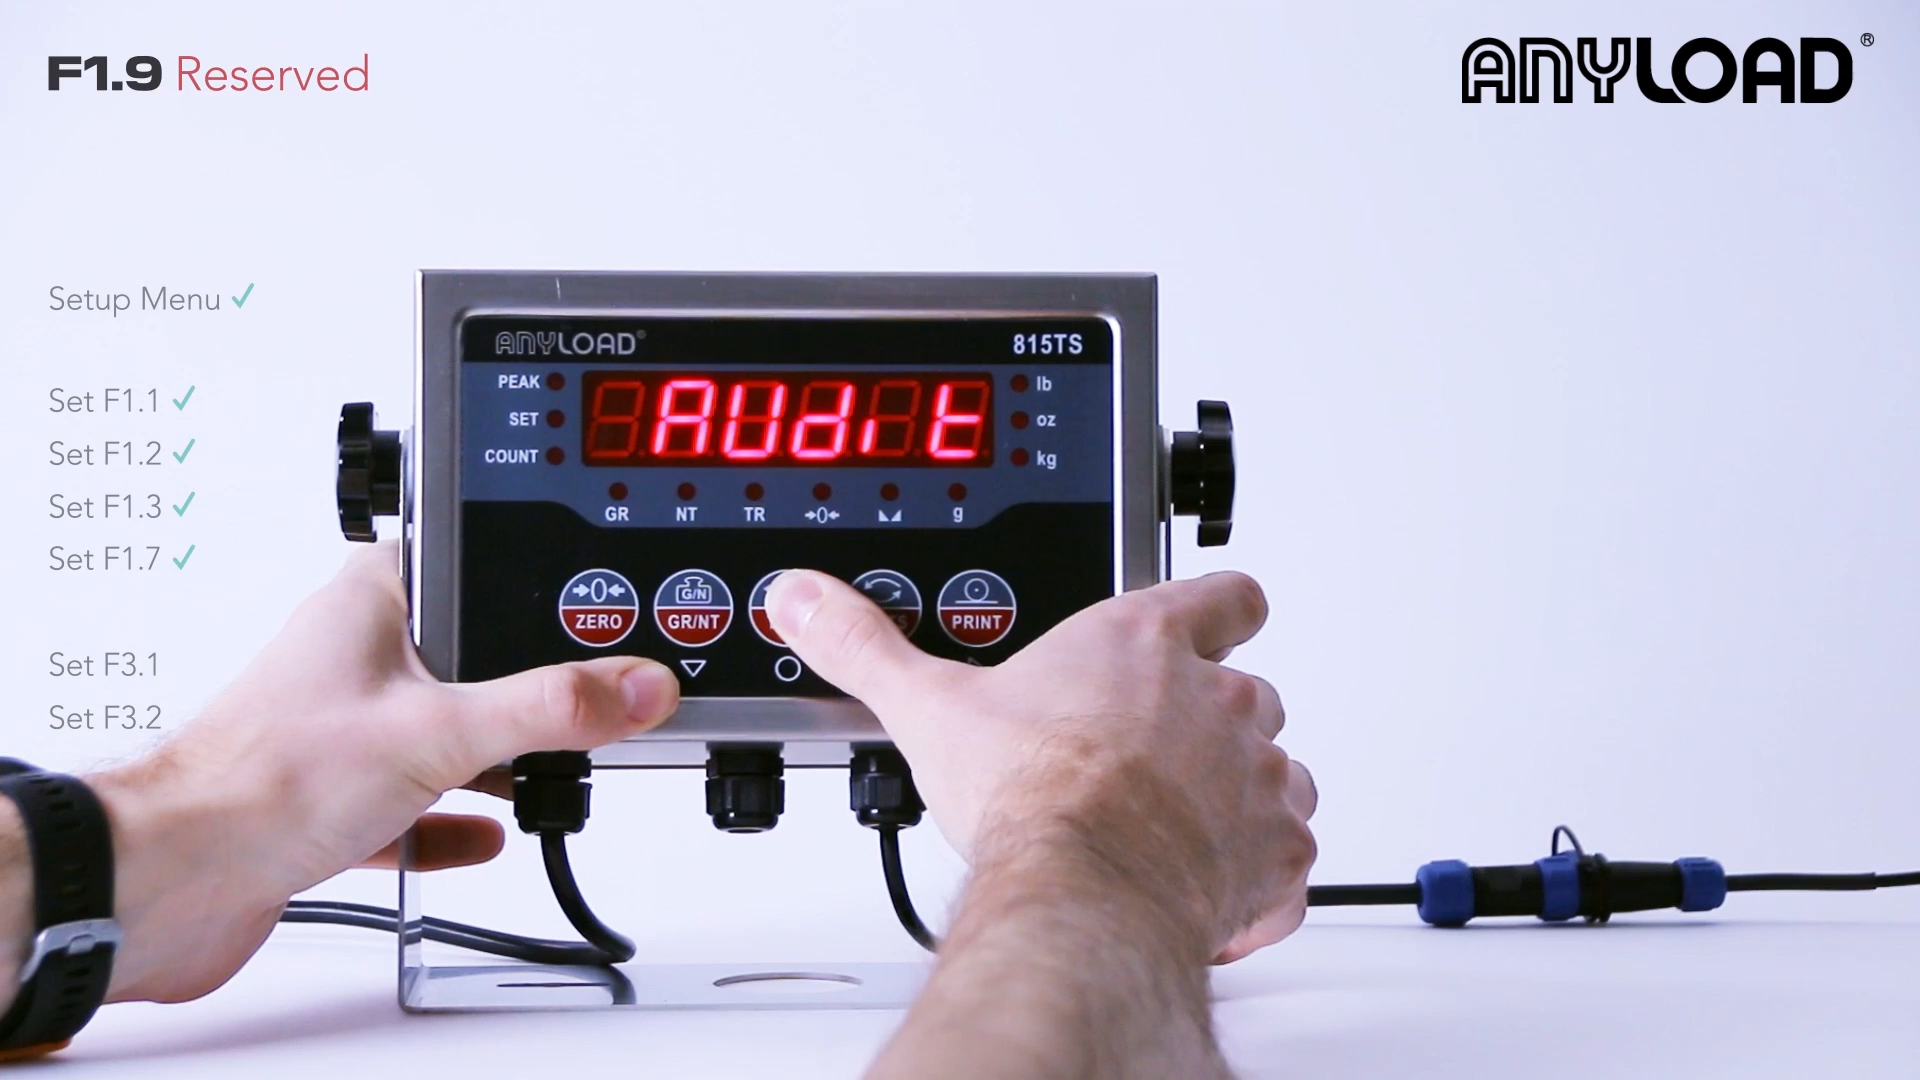 F1.9 Reserved
ANYLOAD®
Setup Menu ✓
Set F1.1 ✓
Set F1.2 ✓
Set F1.3 ✓
Set F1.7 ✓
Set F3.1
Set F3.2
ANYLOAD®
815TS
PEAK
SET
COUNT
AUdit
lb
oz
kg
GR NT TR →0← g
→0←
ZERO
G/N
GR/NT
PRINT